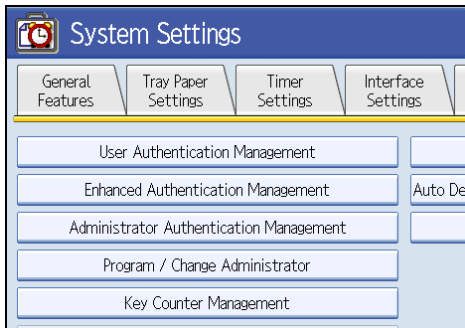 System Settings
General
Features
Tray Paper
Settings
Timer
Settings
Interface
Settings
User Authentication Management
Enhanced Authentication Management
Auto De
Administrator Authentication Management
Program / Change Administrator
Key Counter Management